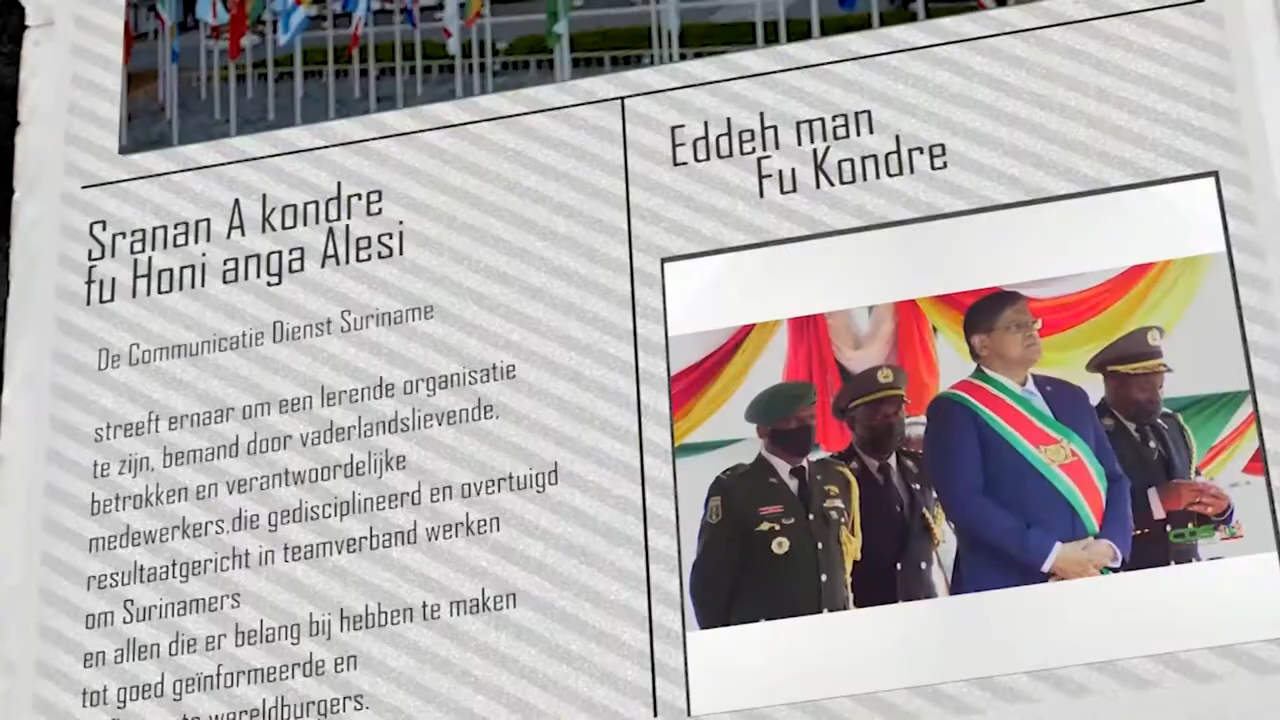 Sranan A kondre
fu Honi anga Alesi
De Communicatie Dienst Suriname
streeft ernaar om een lerende organisatie
te zijn, bemand door vaderlandslievende,
betrokken en verantwoordelijke
medewerkers,die gedisciplineerd en overtuigd
resultaatgericht in teamverband werken
om Surinamers
en allen die er belang bij hebben te maken
tot goed geïnformeerde en
wereldburgers.
Eddeh man
Fu Kondre
CDS